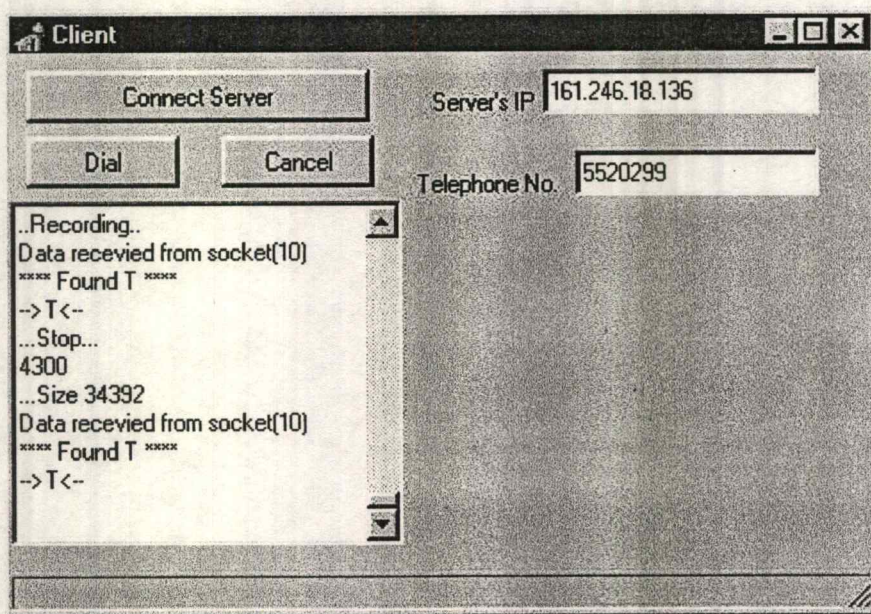 Client
Connect Server
Server's IP 161.246.18.136
Dial Cancel
Telephone No. 5520299
..Recording..
Data recevied from socket(10)
**** Found T ****
-->T<--
...Stop...
4300
...Size 34392
Data recevied from socket(10)
**** Found T ****
-->T<--